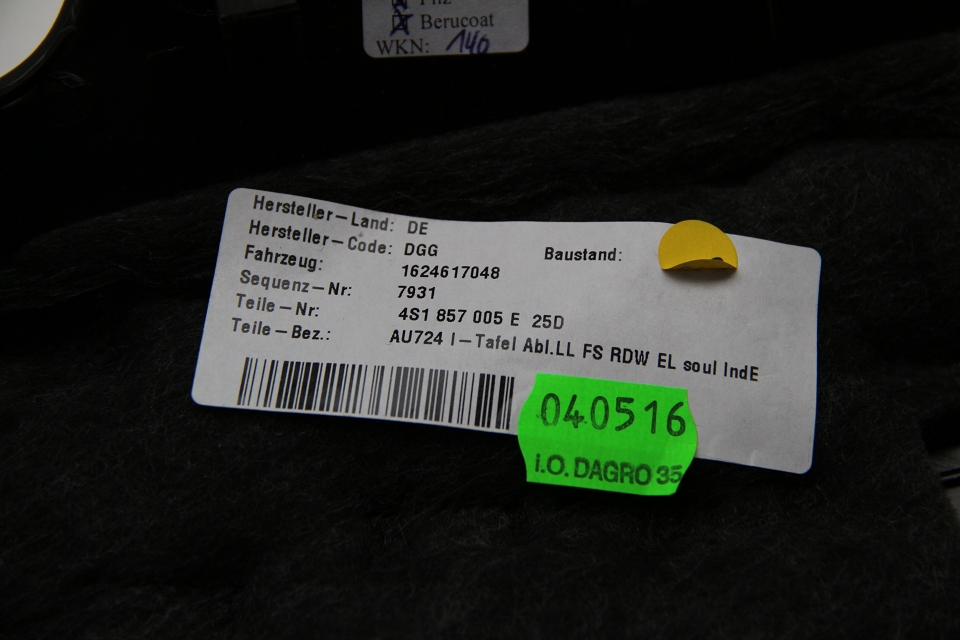 Berucoat
WKN: 140
Hersteller-Land: DE
Hersteller-Code: DGG
Baustand:
Fahrzeug: 1624617048
Sequenz-Nr: 7931
Teile-Nr: 4S1 857 005 E 25D
Teile-Bez.: AU724 I-Tafel Abl.LL FS RDW EL soul IndE
040516
i.O. DAGRO 35